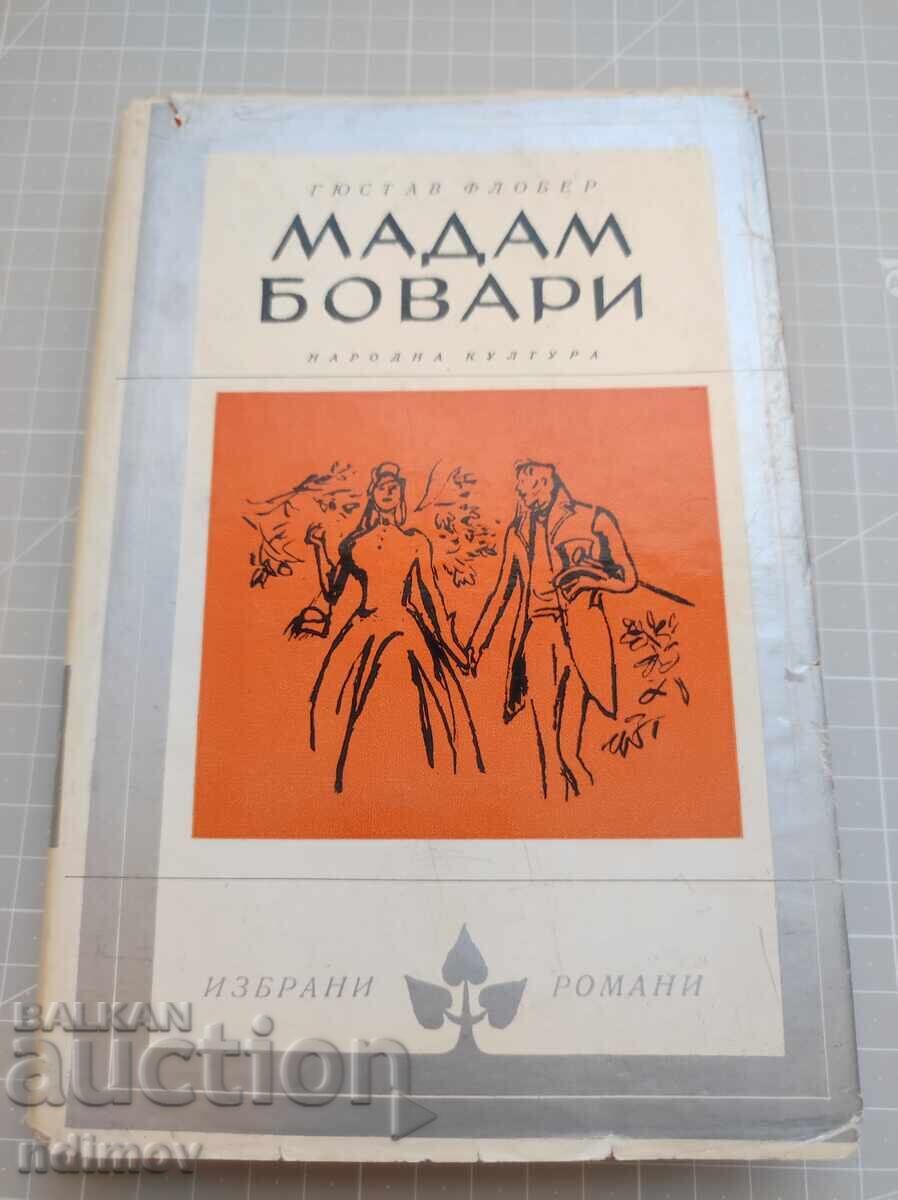 ГЮСТАВ ФЛОБЕР
МАДАМ
БОВАРИ
НАРОДНА КУЛТУРА
ИЗБРАНИ РОМАНИ
BALKAN
auction
ndimov